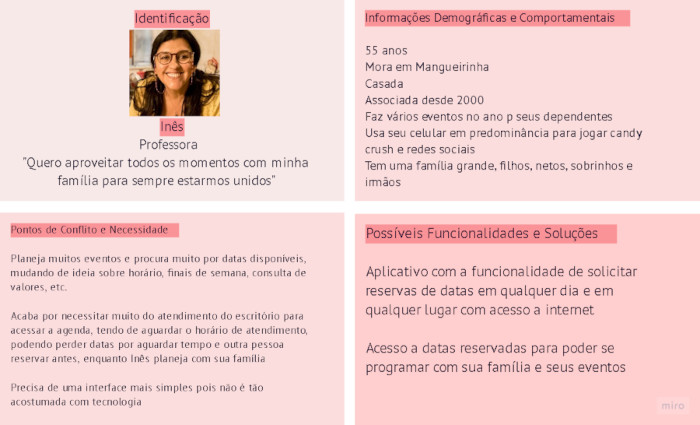 Identificação
Inês
Professora
"Quero aproveitar todos os momentos com minha
família para sempre estarmos unidos"
Informações Demográficas e Comportamentais
55 anos
Mora em Mangueirinha
Casada
Associada desde 2000
Faz vários eventos no ano p seus dependentes
Usa seu celular em predominância para jogar candy
crush e redes sociais
Tem uma família grande, filhos, netos, sobrinhos e
irmãos
Pontos de Conflito e Necessidade
Planeja muitos eventos e procura muito por datas disponíveis,
mudando de ideia sobre horário, finais de semana, consulta de
valores, etc.
Acaba por necessitar muito do atendimento do escritório para
acessar a agenda, tendo de aguardar o horário de atendimento,
podendo perder datas por aguardar tempo e outra pessoa
reservar antes, enquanto Inês planeja com sua família
Precisa de uma interface mais simples pois não é tão
acostumada com tecnologia
Possíveis Funcionalidades e Soluções
Aplicativo com a funcionalidade de solicitar
reservas de datas em qualquer dia e em
qualquer lugar com acesso a internet
Acesso a datas reservadas para poder se
programar com sua família e seus eventos
miro